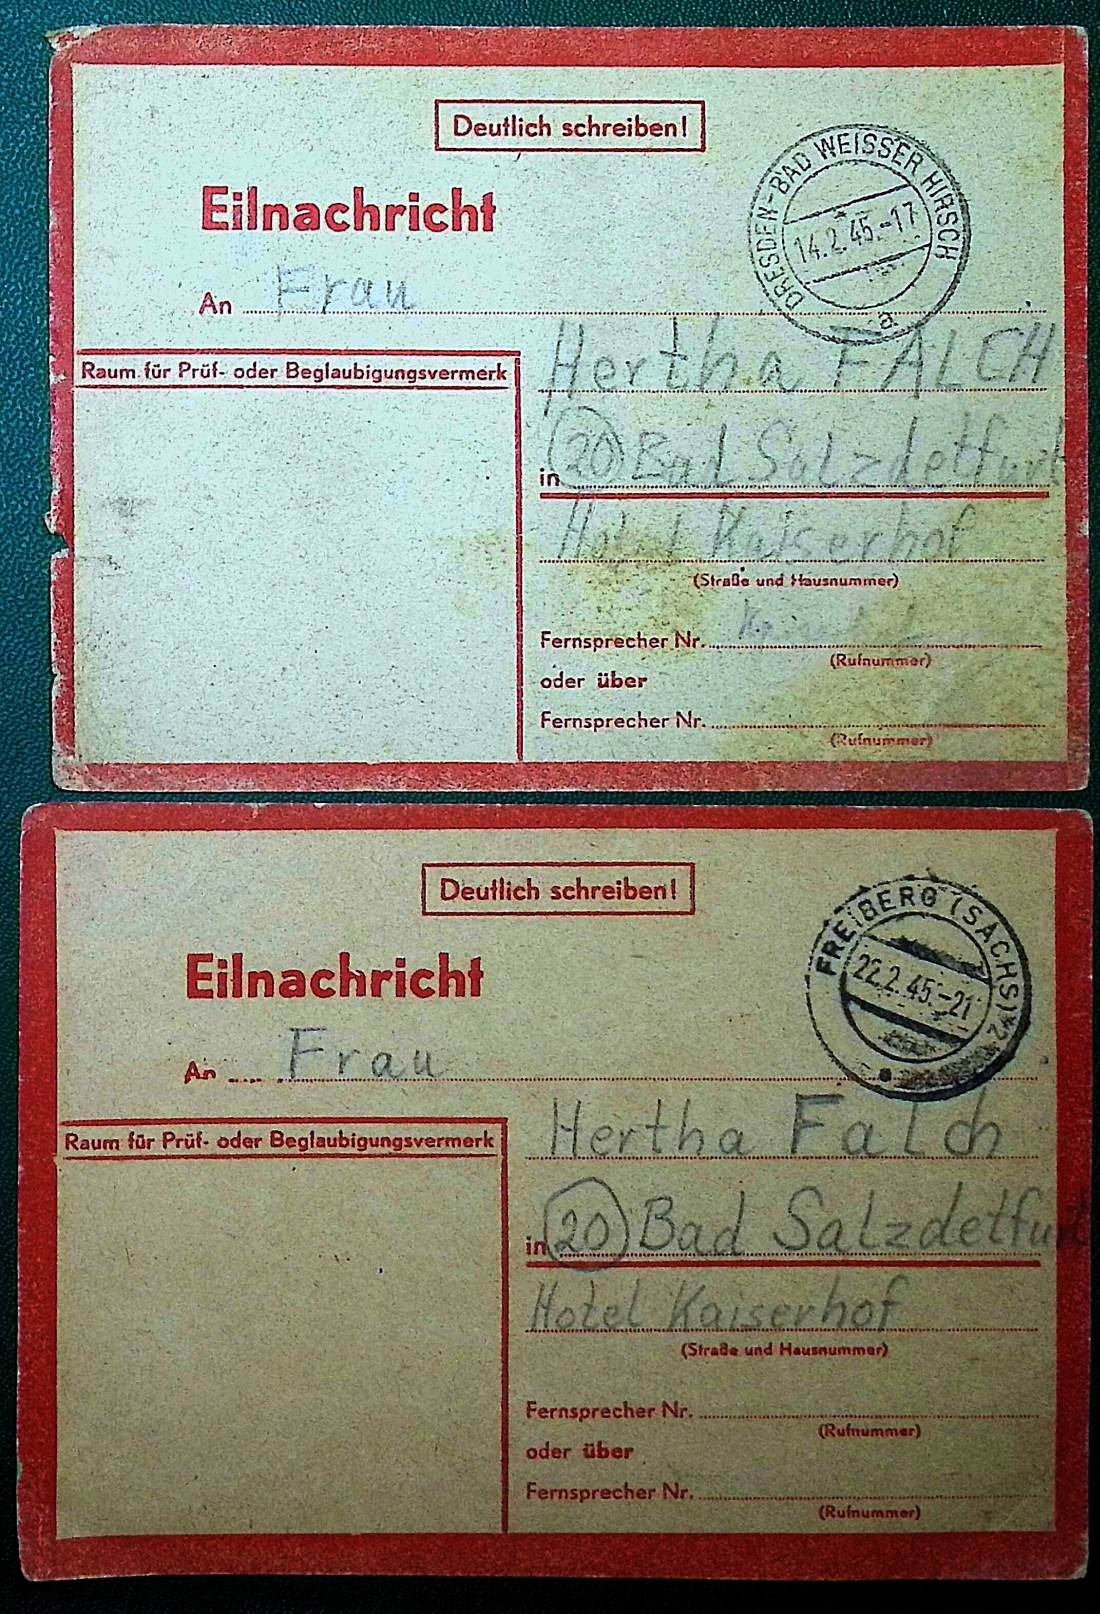 Deutlich schreiben!
DRESDEN-BAD WEISSER HIRSCH
14.2.45.-17
a
Eilnachricht
An Frau
Hertha FALCH
Raum für Prüf- oder Beglaubigungsvermerk
in (20) Bad Salzdetfurt
Hotel Kaiserhof
(Straße und Hausnummer)
Fernsprecher Nr.
(Rufnummer)
oder über
Fernsprecher Nr.
(Rufnummer)
Deutlich schreiben!
FREIBERG (SACHS) * 2
22.2.45.-21
Eilnachricht
An Frau
Hertha Falch
Raum für Prüf- oder Beglaubigungsvermerk
in (20) Bad Salzdetfurt
Hotel Kaiserhof
(Straße und Hausnummer)
Fernsprecher Nr.
(Rufnummer)
oder über
Fernsprecher Nr.
(Rufnummer)